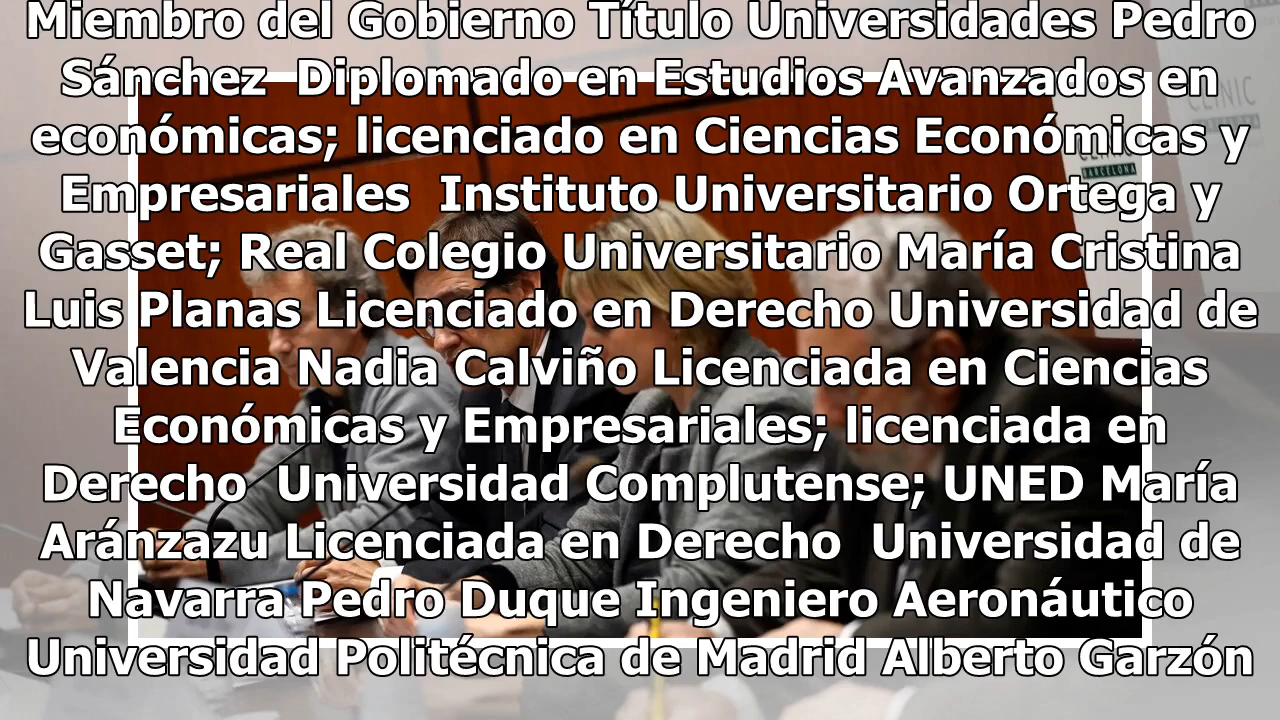 Miembro del Gobierno Título Universidades Pedro
Sánchez  Diplomado en Estudios Avanzados en
económicas; licenciado en Ciencias Económicas y
Empresariales  Instituto Universitario Ortega y
Gasset; Real Colegio Universitario María Cristina
Luis Planas Licenciado en Derecho Universidad de
Valencia Nadia Calviño Licenciada en Ciencias
Económicas y Empresariales; licenciada en
Derecho  Universidad Complutense; UNED María
Aránzazu Licenciada en Derecho  Universidad de
Navarra Pedro Duque Ingeniero Aeronáutico
Universidad Politécnica de Madrid Alberto Garzón
CLINIC
BARCELONA